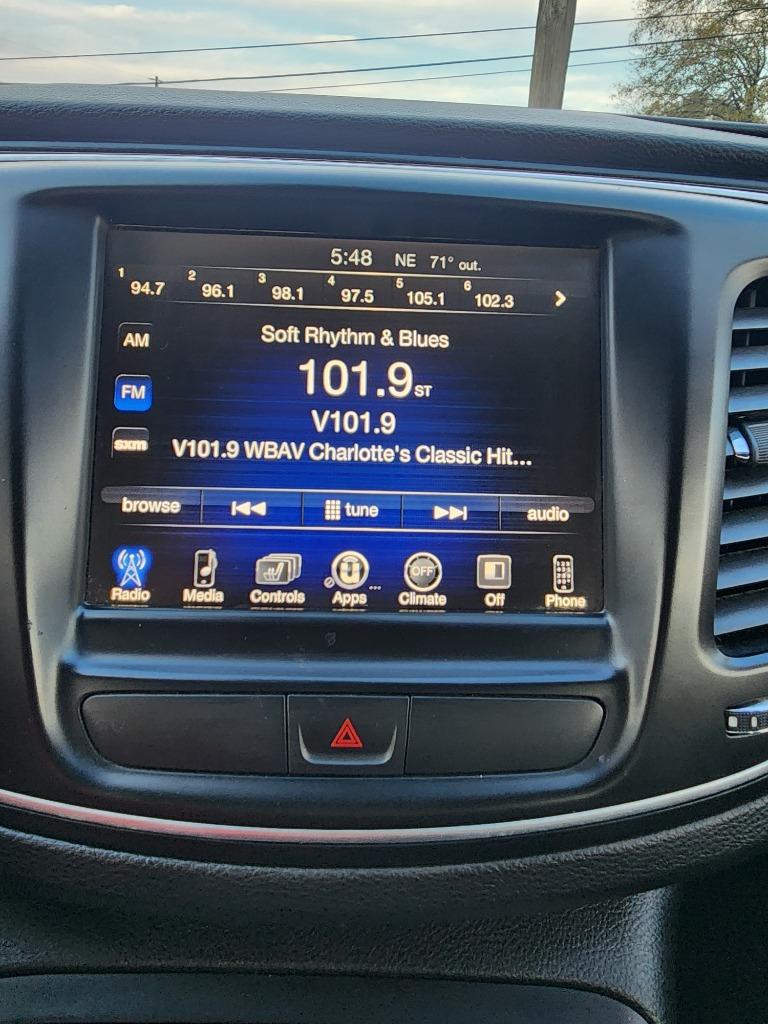 5:48 NE 71° out.
1 94.7 2 96.1 3 98.1 4 97.5 5 105.1 6 102.3 >
AM
Soft Rhythm & Blues
FM
101.9 ST
V101.9
sxm
V101.9 WBAV Charlotte's Classic Hit...
browse tune audio
OFF
Radio Media Controls Apps Climate Off Phone